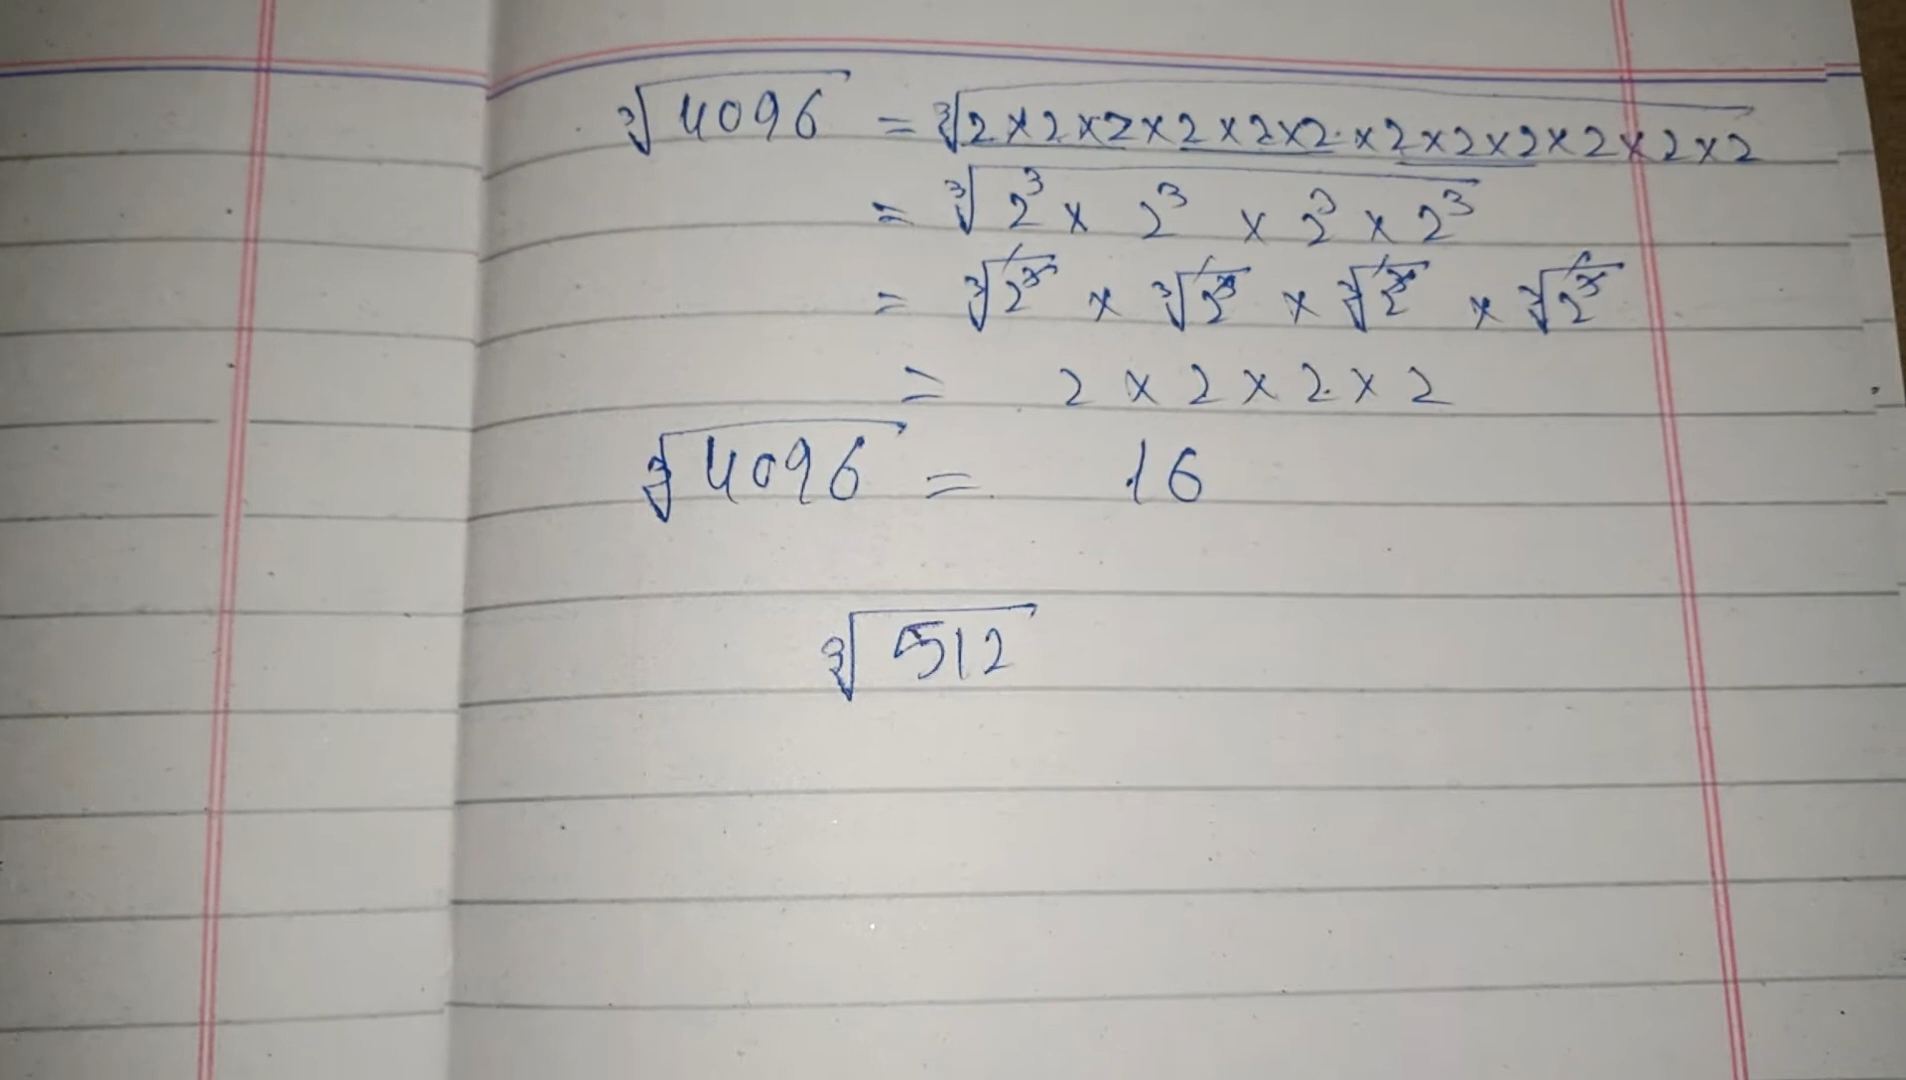 ∛4096 = ∛2×2×2×2×2×2×2×2×2×2×2×2
= ∛2³ × 2³ × 2³ × 2³
= ∛2³ × ∛2³ × ∛2³ × ∛2³
= 2 × 2 × 2 × 2
∛4096 = 16
∛512